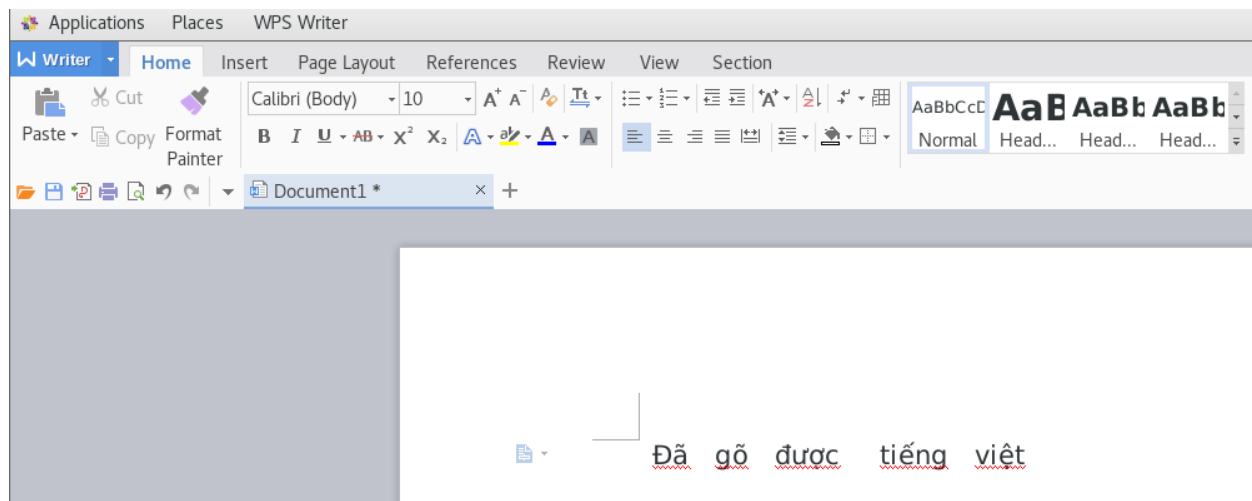 Applications Places WPS Writer
Writer Home Insert Page Layout References Review View Section
Cut Calibri (Body) 10 AaBbCcD AaB AaBb AaBb
Paste Copy Format Painter Normal Head... Head... Head...
Document1 *
Đã gõ được tiếng việt